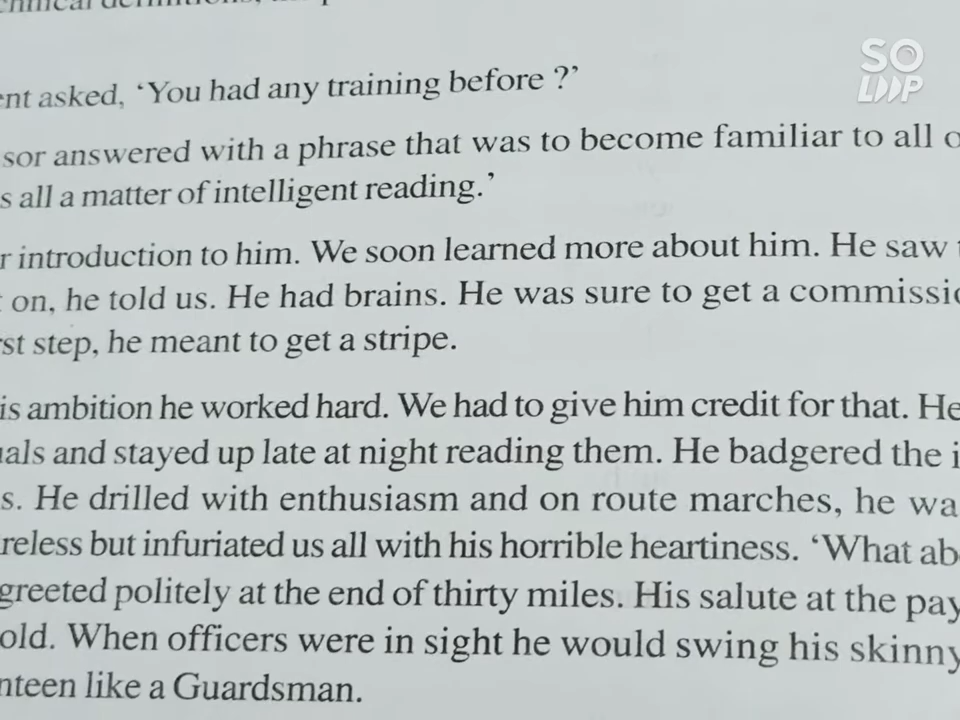 ent asked, ‘You had any training before ?’
sor answered with a phrase that was to become familiar to all o
s all a matter of intelligent reading.’
r introduction to him. We soon learned more about him. He saw
on, he told us. He had brains. He was sure to get a commissio
rst step, he meant to get a stripe.
is ambition he worked hard. We had to give him credit for that. He
uals and stayed up late at night reading them. He badgered the i
s. He drilled with enthusiasm and on route marches, he wa
reless but infuriated us all with his horrible heartiness. ‘What ab
greeted politely at the end of thirty miles. His salute at the pay
old. When officers were in sight he would swing his skinny
nteen like a Guardsman.
SO
LOOP